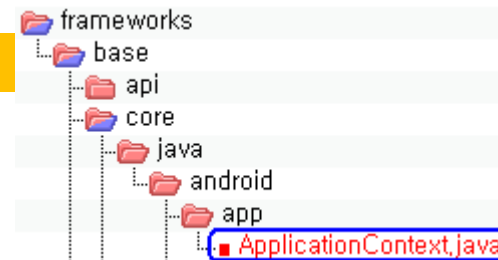 frameworks
base
api
core
java
android
app
ApplicationContext.java